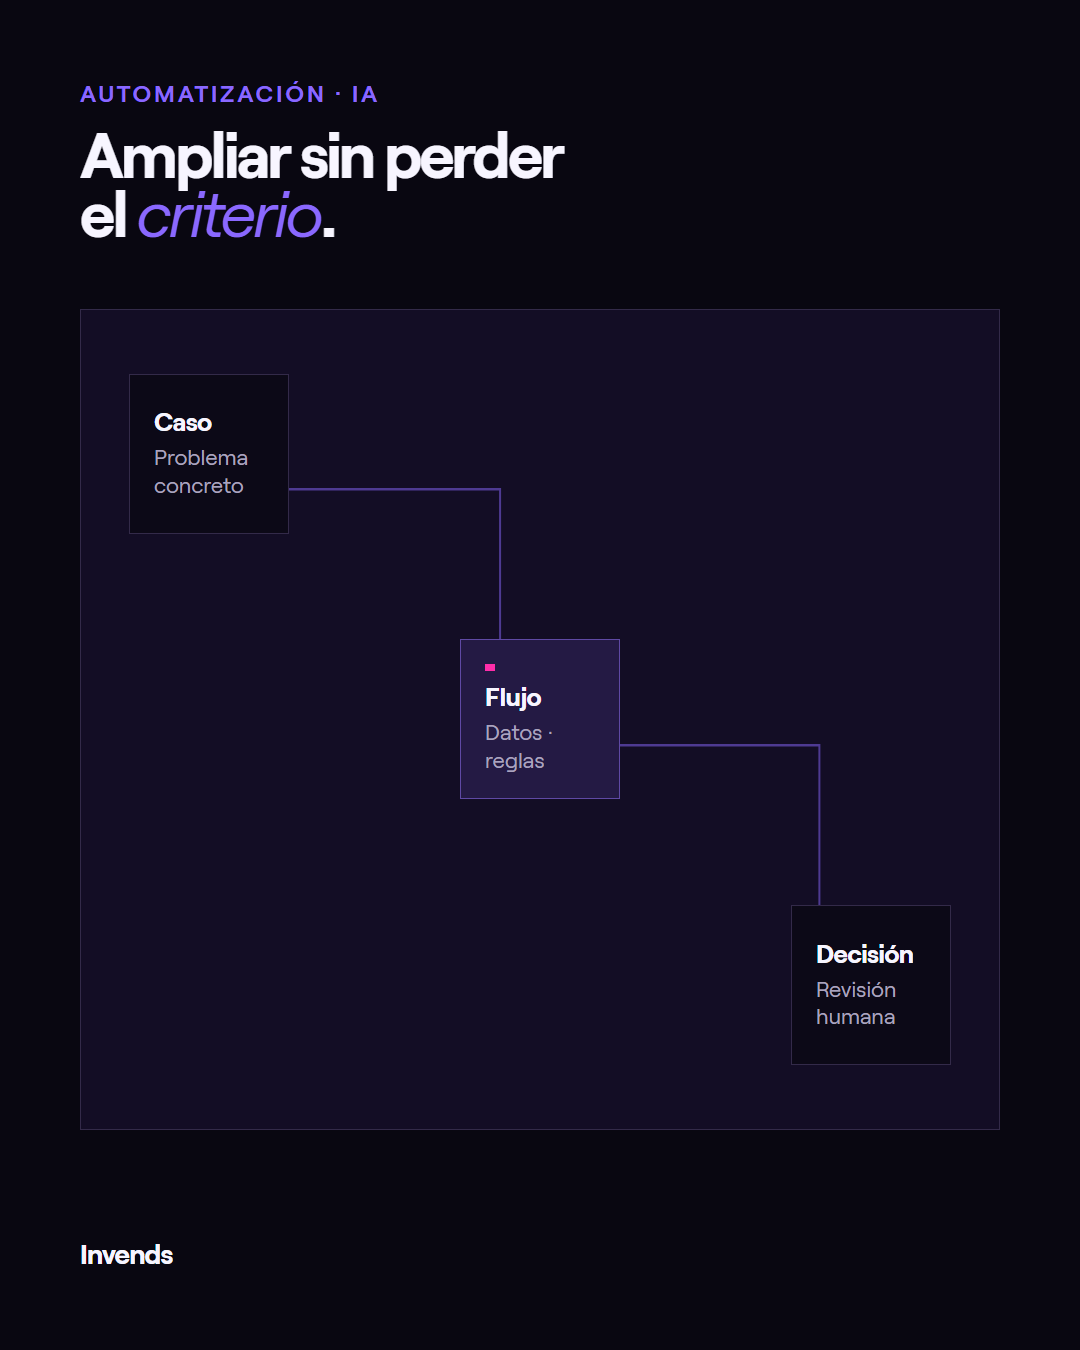 AUTOMATIZACIÓN · IA
Ampliar sin perder
el criterio.
Caso
Problema
concreto
Flujo
Datos ·
reglas
Decisión
Revisión
humana
Invends